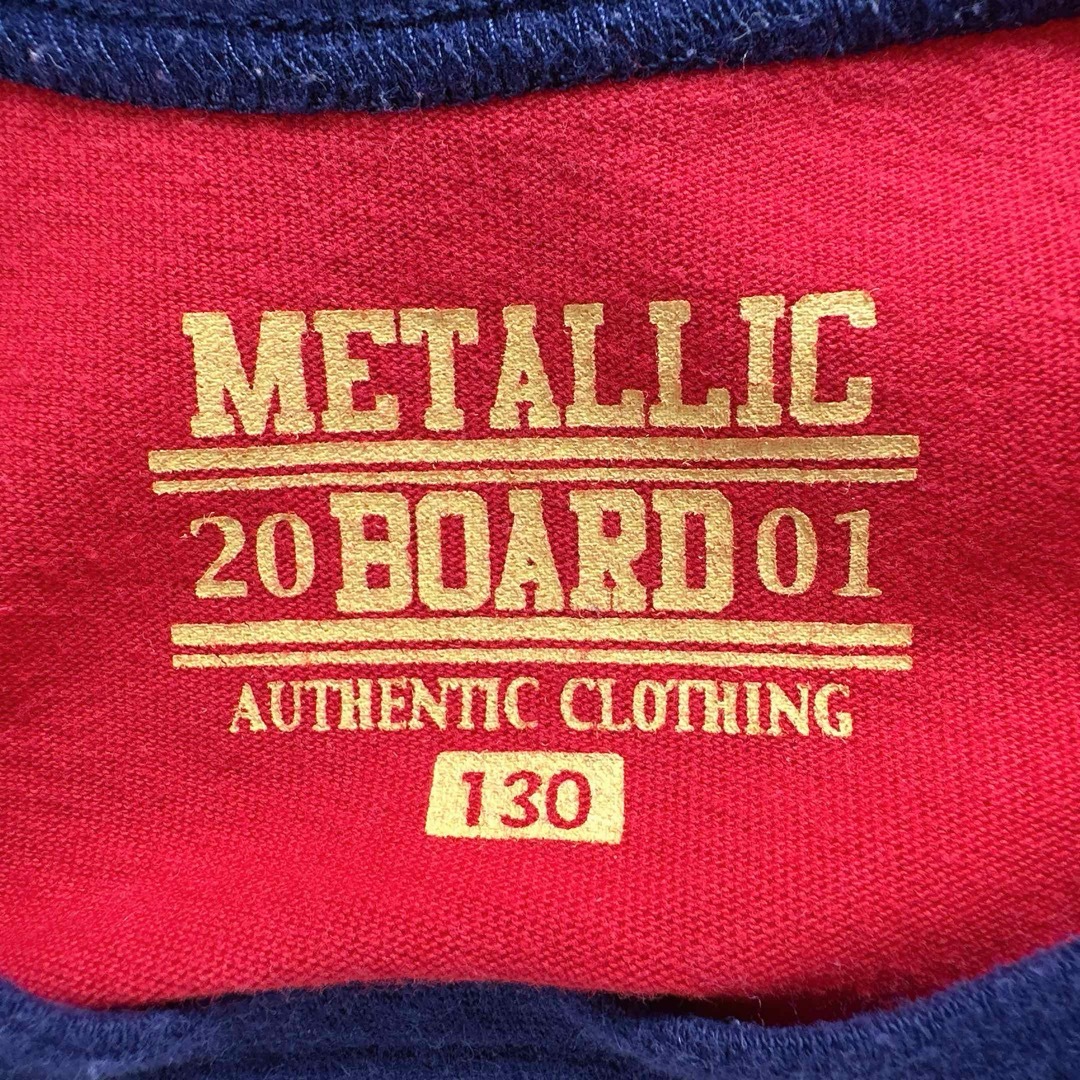 METALLIC
20 BOARD 01
AUTHENTIC CLOTHING
130